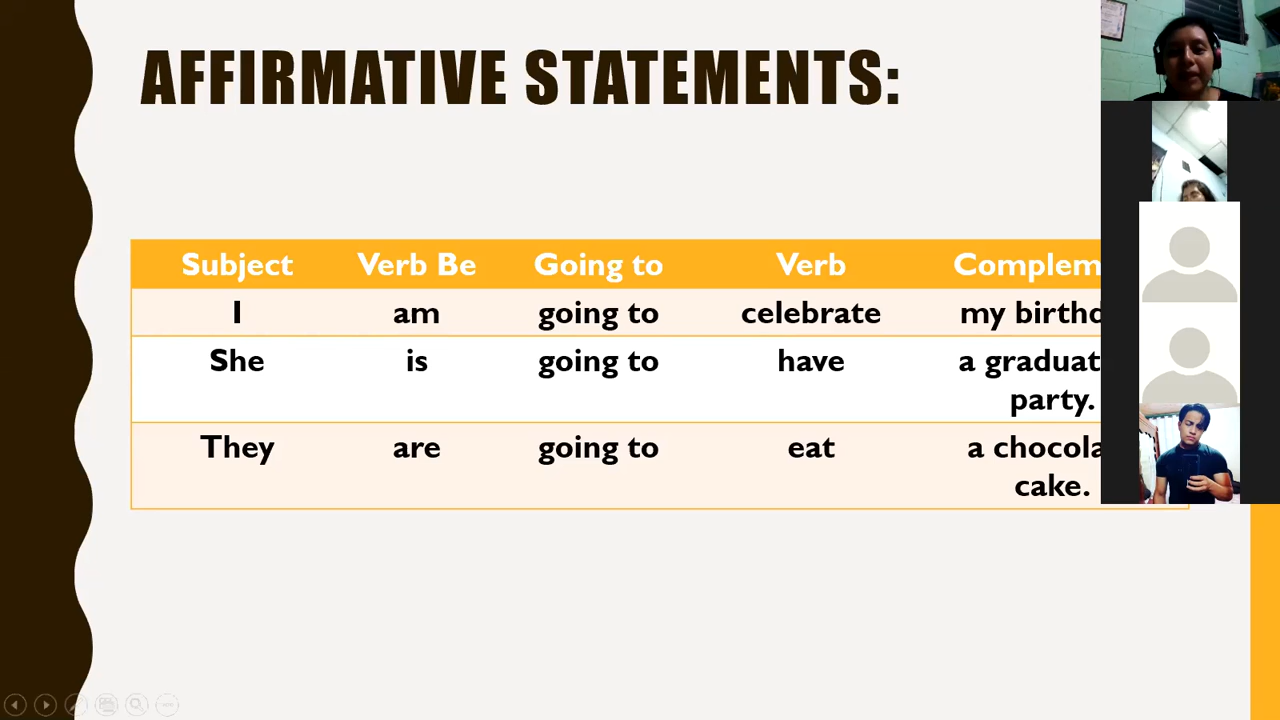 AFFIRMATIVE STATEMENTS:
Subject Verb Be Going to Verb
I am going to celebrate my
She is going to have a
party.
They are going to eat a
cake.